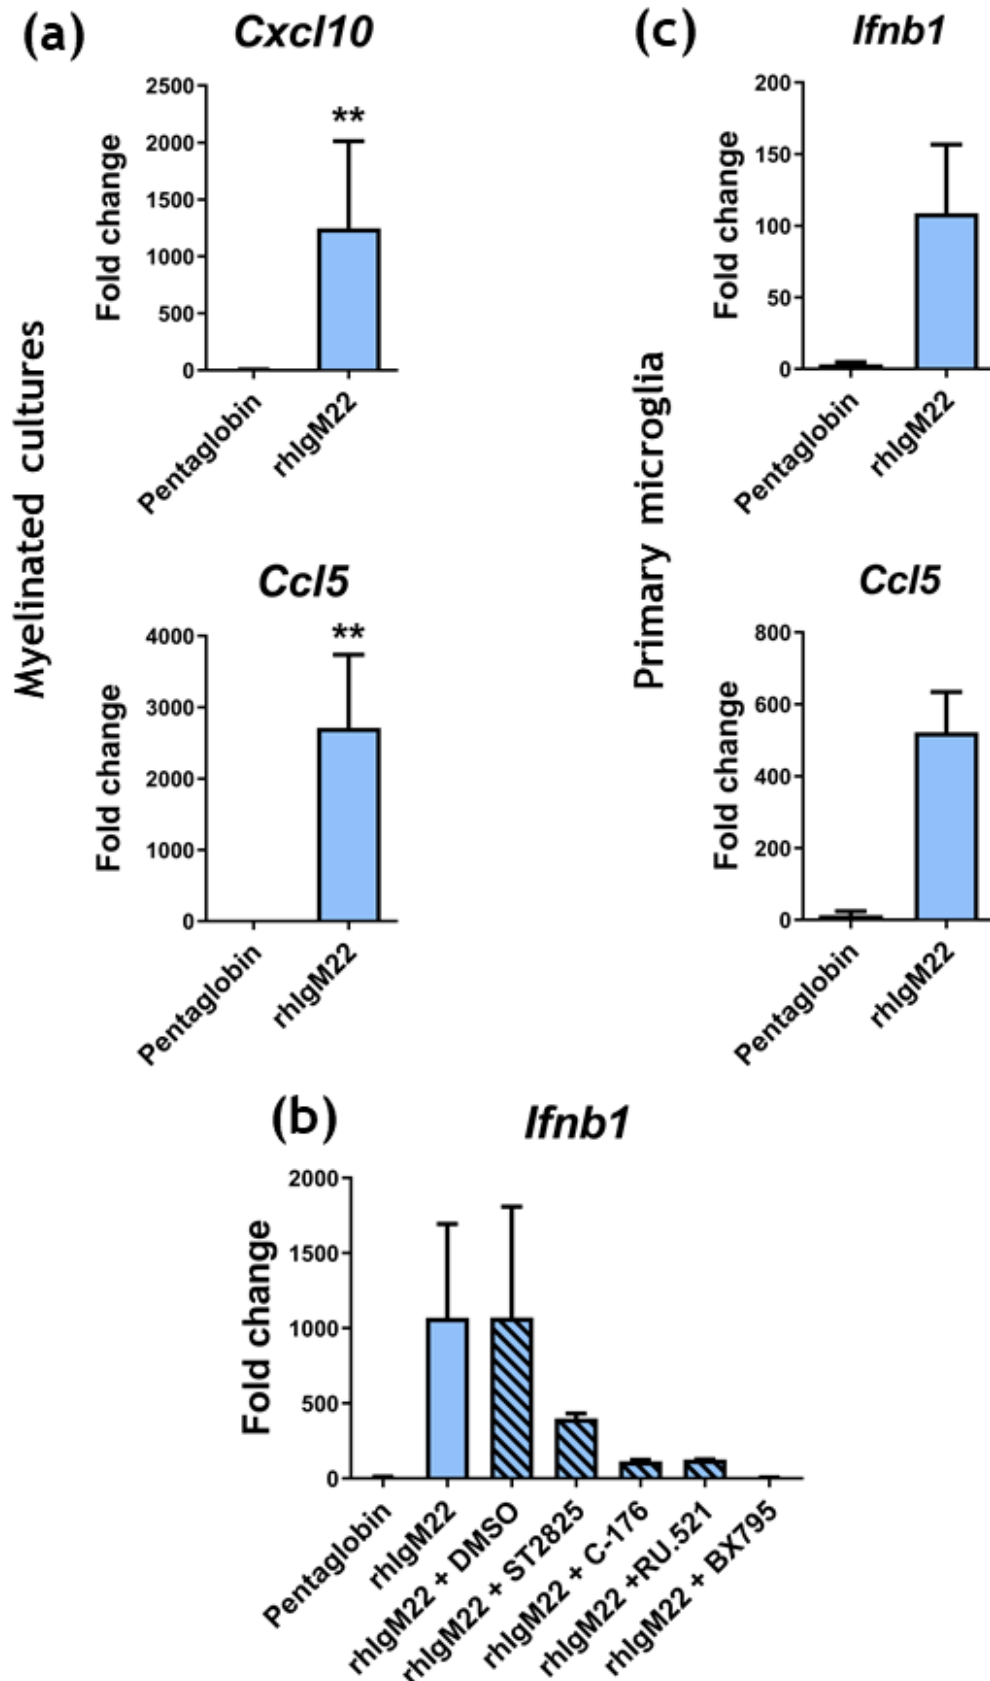 (a)
Cxcl10
Myelinated cultures
Fold change
2500
2000
1500
1000
500
0
**
Pentaglobin
rhIgM22
Ccl5
Fold change
4000
3000
2000
1000
0
**
Pentaglobin
rhIgM22
(c)
Ifnb1
Primary microglia
Fold change
200
150
100
50
0
Pentaglobin
rhIgM22
Ccl5
Fold change
800
600
400
200
0
Pentaglobin
rhIgM22
(b)
Ifnb1
Fold change
2000
1500
1000
500
0
Pentaglobin
rhIgM22
rhIgM22 + DMSO
rhIgM22 + ST2825
rhIgM22 + C-176
rhIgM22 +RU.521
rhIgM22 + BX795